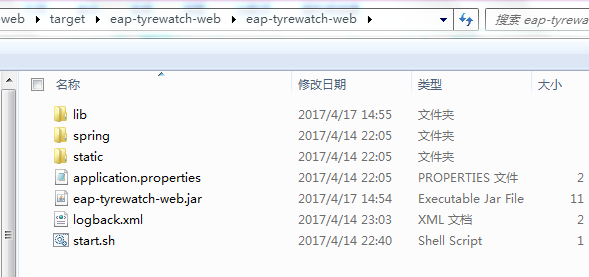 web ▸ target ▸ eap-tyrewatch-web ▸ eap-tyrewatch-web ▸ 搜索 eap-tyrewa
名称 修改日期 类型 大小
lib 2017/4/17 14:55 文件夹
spring 2017/4/14 22:05 文件夹
static 2017/4/14 22:05 文件夹
application.properties 2017/4/14 22:05 PROPERTIES 文件 2
eap-tyrewatch-web.jar 2017/4/17 14:54 Executable Jar File 11
logback.xml 2017/4/14 23:03 XML 文档 2
start.sh 2017/4/14 22:40 Shell Script 1